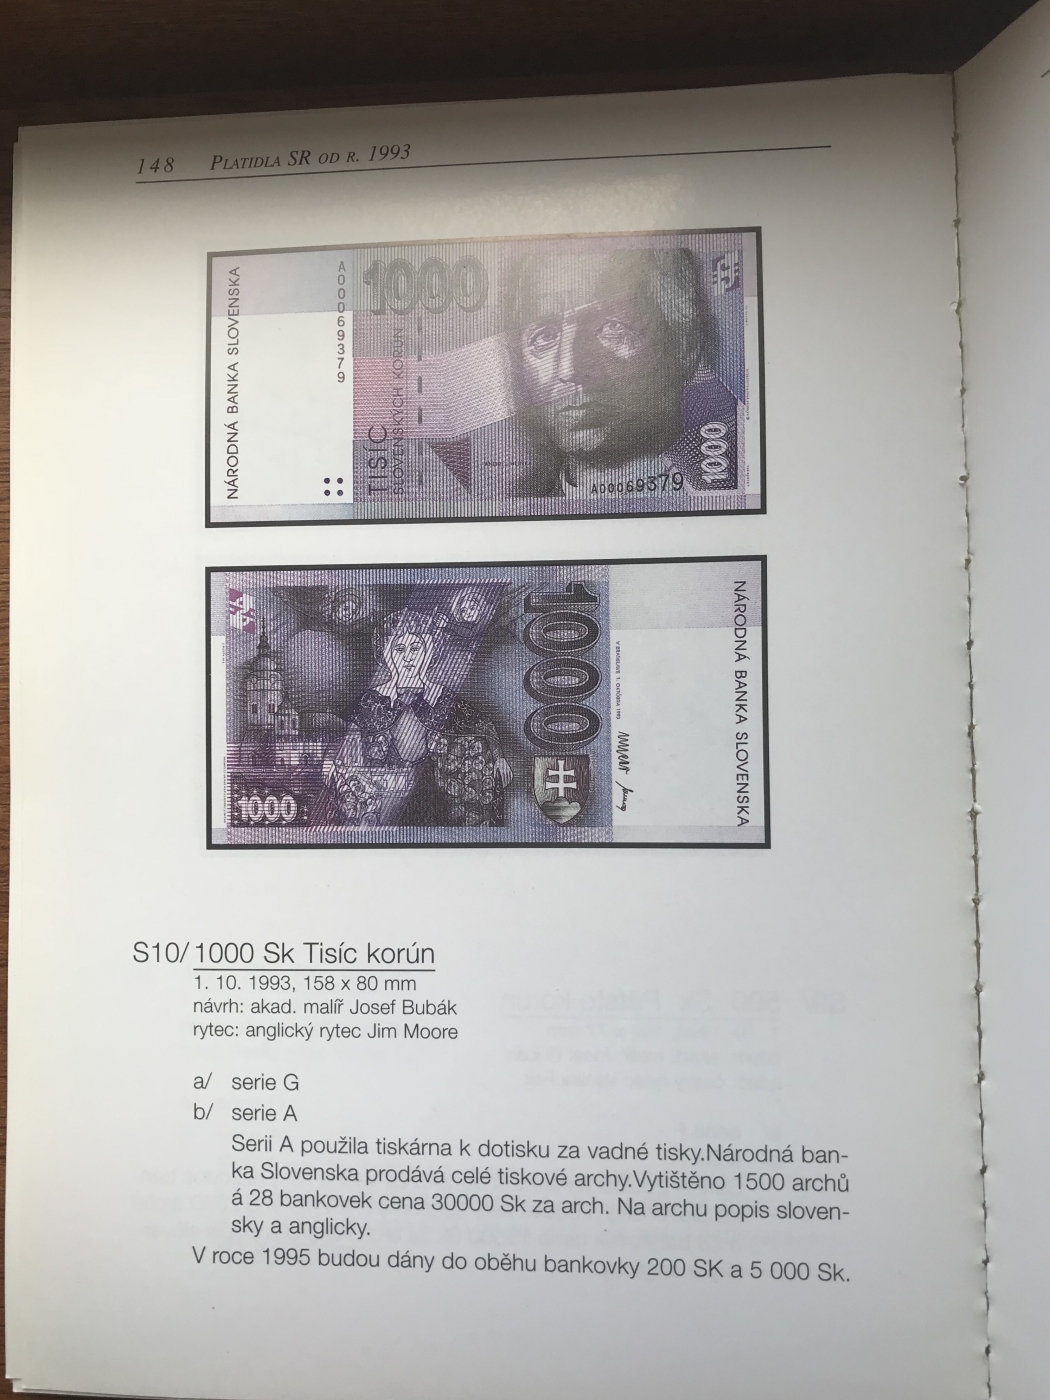 148 PLATIDLA SR OD R. 1993
NÁRODNÁ BANKA SLOVENSKA
A00069379
1000
TISÍC
SLOVENSKÝCH KORÚN
A00069379
1000
1000
V BRATISLAVE 1. OKTÓBRA 1993
1000
NÁRODNÁ BANKA SLOVENSKA
S10/ 1000 Sk Tisíc korún
1. 10. 1993, 158 x 80 mm
návrh: akad. malíř Josef Bubák
rytec: anglický rytec Jim Moore
a/ serie G
b/ serie A
Serii A použila tiskárna k dotisku za vadné tisky.Národná ban-
ka Slovenska prodává celé tiskové archy.Vytištěno 1500 archů
á 28 bankovek cena 30000 Sk za arch. Na archu popis sloven-
sky a anglicky.
V roce 1995 budou dány do oběhu bankovky 200 SK a 5 000 Sk.